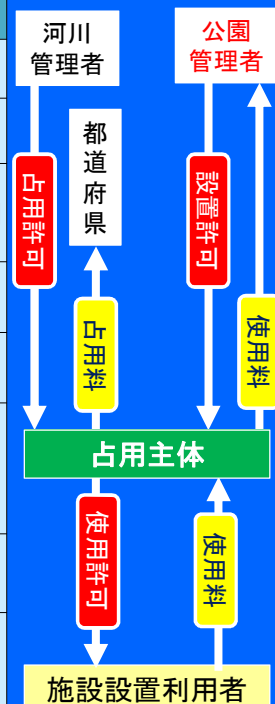 河川
管理者
公園
管理者
都道府県
占用許可
設置許可
占用料
使用料
占用主体
使用許可
使用料
施設設置利用者